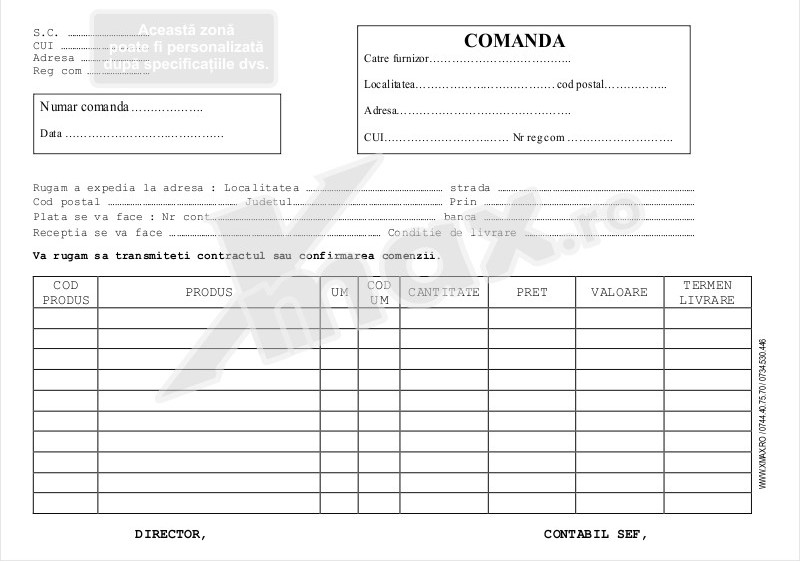 Această zonă
poate fi personalizată
după specificațiile dvs.
S.C. ..............................
CUI ..............................
Adresa ..............................
Reg com ..............................
COMANDA
Catre furnizor........................................
Localitatea........................................ cod postal.................
Adresa..................................................
CUI.................................... Nr reg com ..............................
Numar comanda ....................
Data .............................................
Rugam a expedia la adresa : Localitatea ........................................ strada ........................................
Cod postal ........................................ Judetul........................................ Prin ........................................
Plata se va face : Nr cont........................................ banca ........................................
Receptia se va face ........................................ Conditie de livrare ........................................
Va rugam sa transmiteti contractul sau confirmarea comenzii.
COD PRODUS PRODUS UM COD UM CANTITATE PRET VALOARE TERMEN LIVRARE
Xmax.ro
WWW.XMAX.RO / 0744.40.75.70 / 0734.530.446
DIRECTOR, CONTABIL SEF,